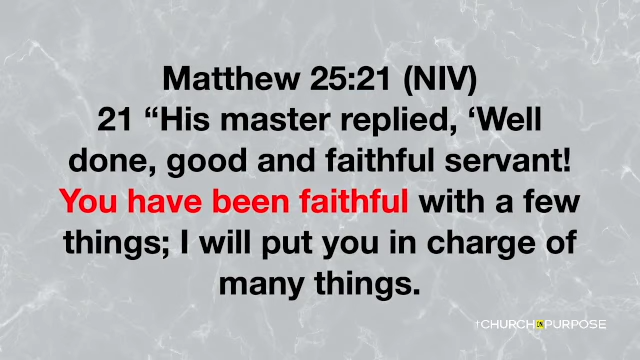 Matthew 25:21 (NIV)
21 “His master replied, ‘Well
done, good and faithful servant!
You have been faithful with a few
things; I will put you in charge of
many things.
CHURCH ON PURPOSE